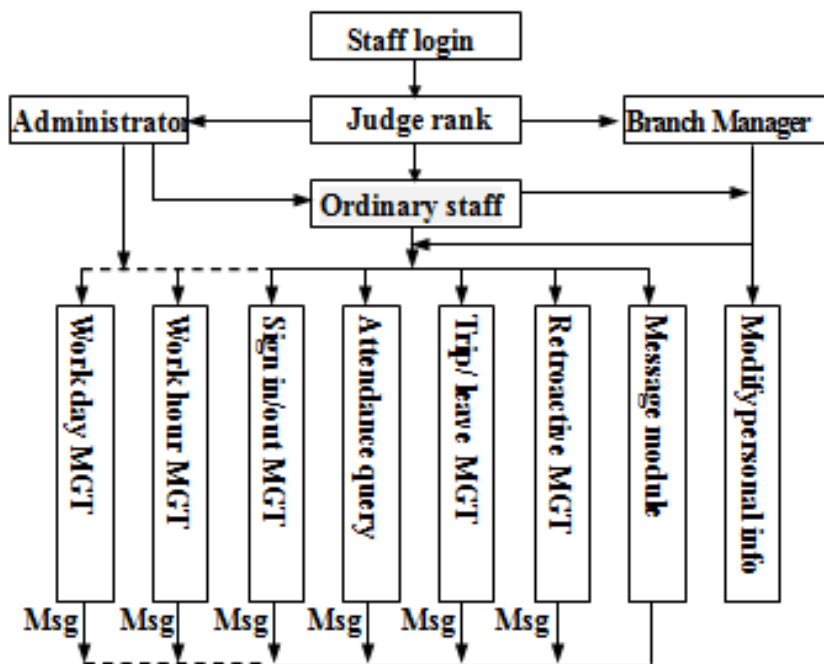 Staff login
Administrator
Judge rank
Branch Manager
Ordinary staff
Workday MGT
Work hour MGT
Sign in/out MGT
Attendance query
Trip/ leave MGT
Retroactive MGT
Message module
Modify personal info
Msg
Msg
Msg
Msg
Msg
Msg